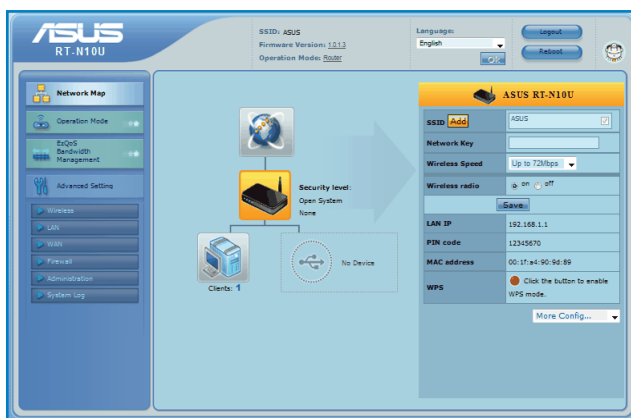 ASUS
RT-N10U
SSID: ASUS
Firmware Version: 1.0.1.3
Operation Mode: Router
Language:
English
OK
Logout
Reboot
Network Map
Operation Mode
EzQoS
Bandwidth
Management
Advanced Setting
Wireless
LAN
WAN
Firewall
Administration
System Log
Security level:
Open System
None
Clients: 1
No Device
ASUS RT-N10U
SSID Add ASUS
Network Key
Wireless Speed Up to 72Mbps
Wireless radio on off
Save
LAN IP 192.168.1.1
PIN code 12345670
MAC address 00:1f:a4:90:9d:89
WPS Click the button to enable
WPS mode.
More Config...